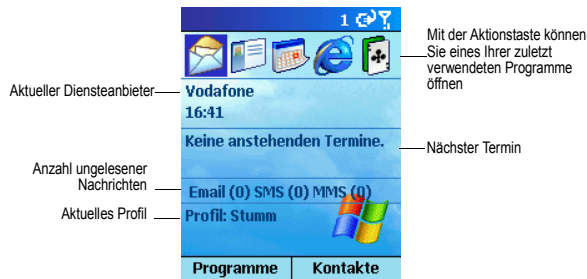 1
Mit der Aktionstaste können
Sie eines Ihrer zuletzt
verwendeten Programme
öffnen
Aktueller Diensteanbieter
Vodafone
16:41
Keine anstehenden Termine.
Nächster Termin
Anzahl ungelesener
Nachrichten
Email (0) SMS (0) MMS (0)
Aktuelles Profil
Profil: Stumm
Programme
Kontakte